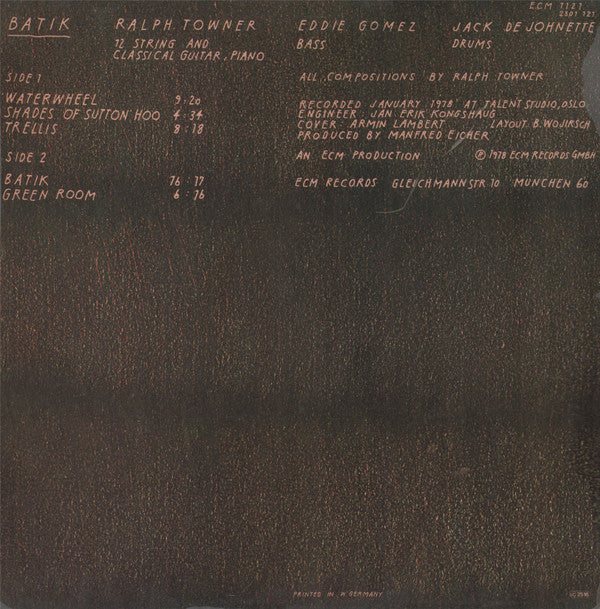 BATIK
RALPH TOWNER
12 STRING AND
CLASSICAL GUITAR, PIANO
EDDIE GOMEZ
BASS
JACK DE JOHNETTE
DRUMS
ECM 1121
2301 121
SIDE 1
WATERWHEEL 9:20
SHADES OF SUTTON HOO 4:34
TRELLIS 8:18
SIDE 2
BATIK 16:17
GREEN ROOM 6:16
ALL COMPOSITIONS BY RALPH TOWNER
RECORDED JANUARY 1978 AT TALENT STUDIO, OSLO
ENGINEER: JAN ERIK KONGSHAUG
COVER: ARMIN LAMBERT LAYOUT: B. WOJIRSCH
PRODUCED BY MANFRED EICHER
AN ECM PRODUCTION ℗ 1978 ECM RECORDS GMBH
ECM RECORDS GLEICHMANNSTR 10 MÜNCHEN 60
PRINTED IN W. GERMANY